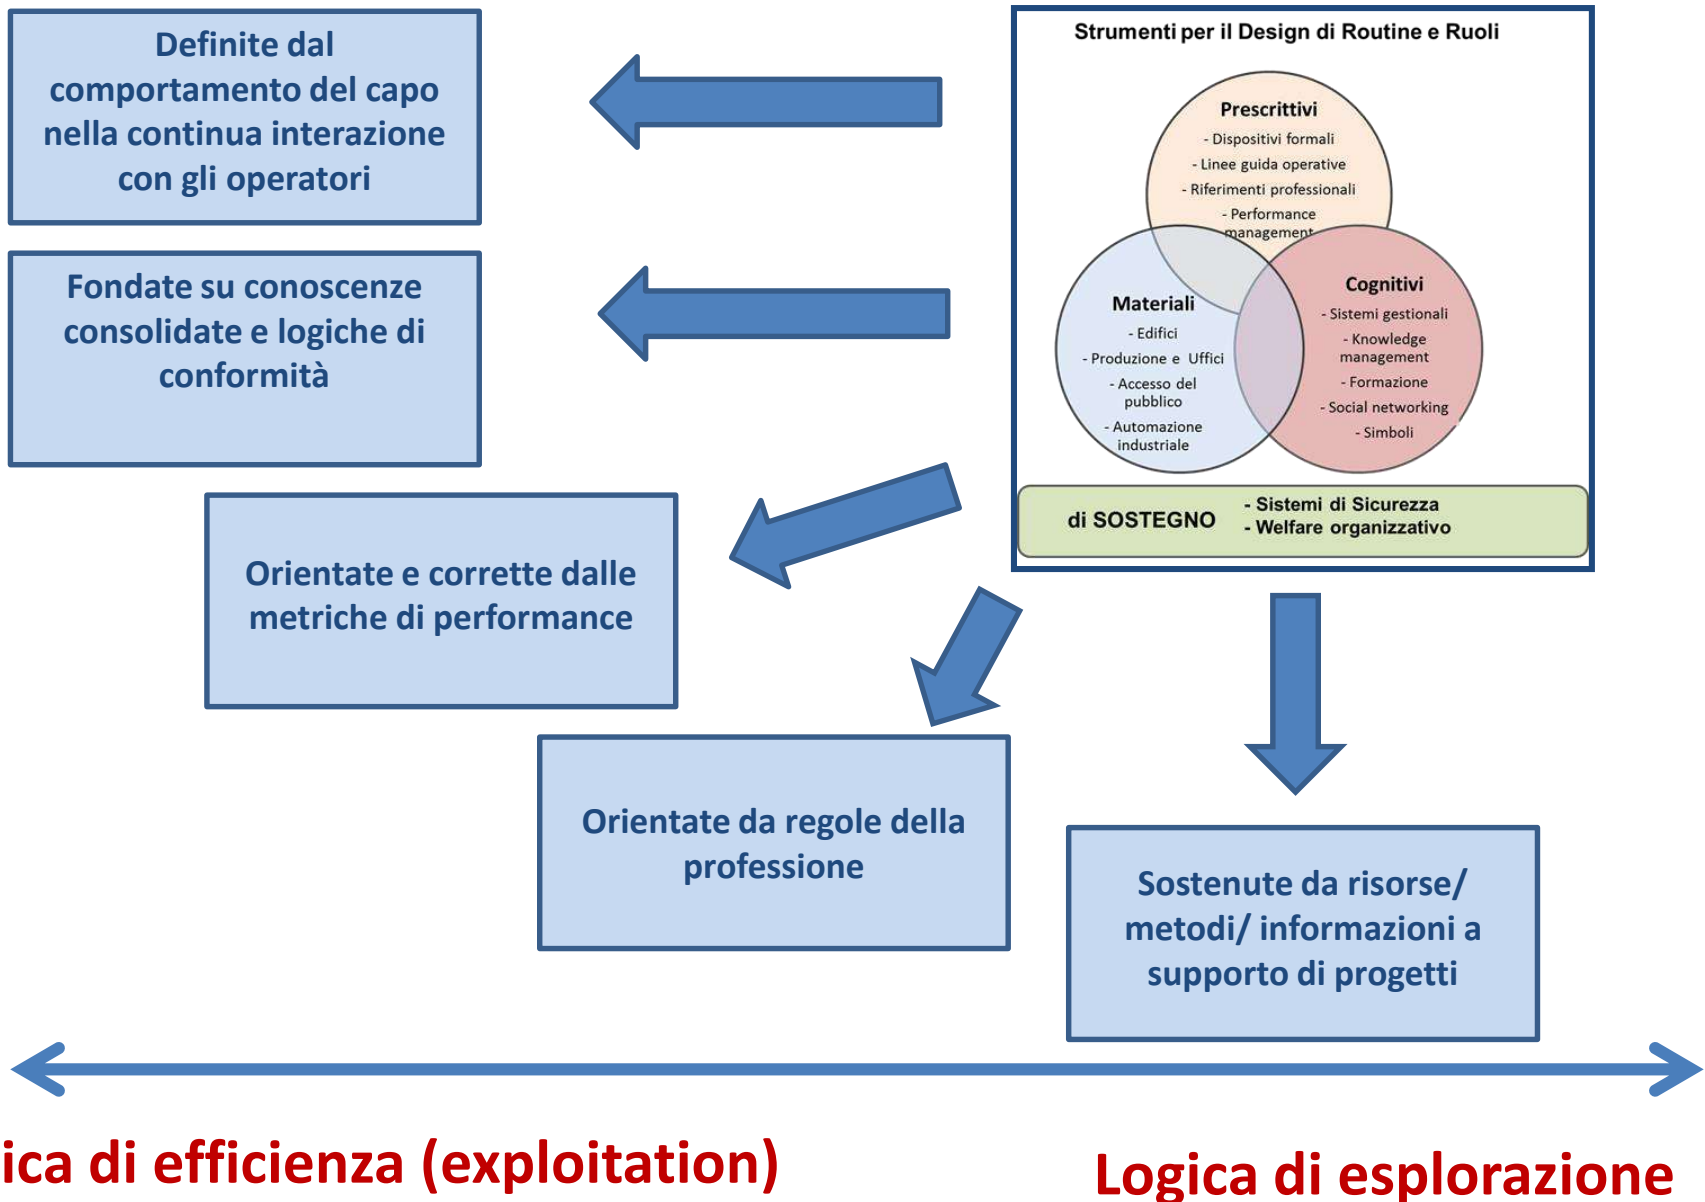 Definite dal
comportamento del capo
nella continua interazione
con gli operatori
Fondate su conoscenze
consolidate e logiche di
conformità
Orientate e corrette dalle
metriche di performance
Orientate da regole della
professione
Sostenute da risorse/
metodi/ informazioni a
supporto di progetti
Strumenti per il Design di Routine e Ruoli
Prescrittivi
- Dispositivi formali
- Linee guida operative
- Riferimenti professionali
- Performance
management
Materiali
- Edifici
- Produzione e Uffici
- Accesso del
pubblico
- Automazione
industriale
Cognitivi
- Sistemi gestionali
- Knowledge
management
- Formazione
- Social networking
- Simboli
di SOSTEGNO
- Sistemi di Sicurezza
- Welfare organizzativo
ica di efficienza (exploitation)
Logica di esplorazione